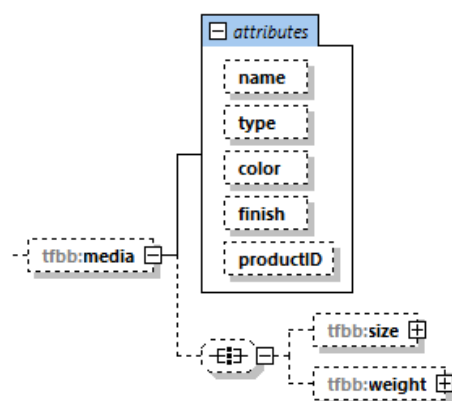 attributes
name
type
color
finish
productID
tfbb:media
tfbb:size
tfbb:weight